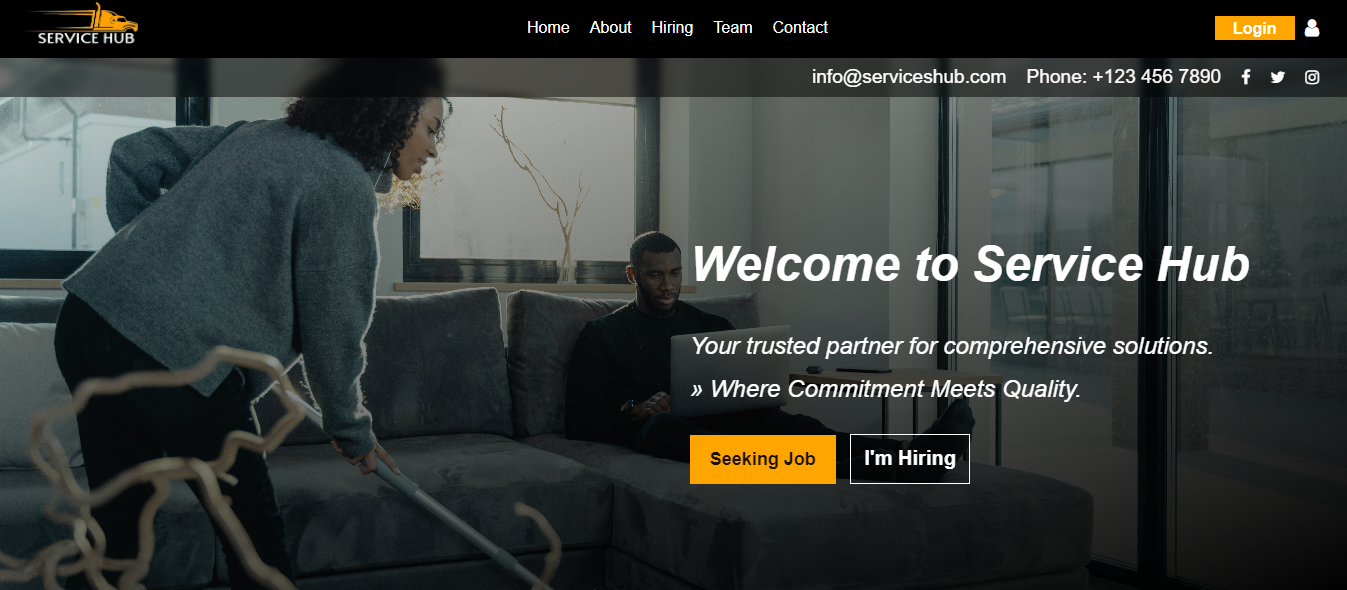 SERVICE HUB
Home About Hiring Team Contact
Login
info@serviceshub.com Phone: +123 456 7890
Welcome to Service Hub
Your trusted partner for comprehensive solutions.
» Where Commitment Meets Quality.
Seeking Job I'm Hiring